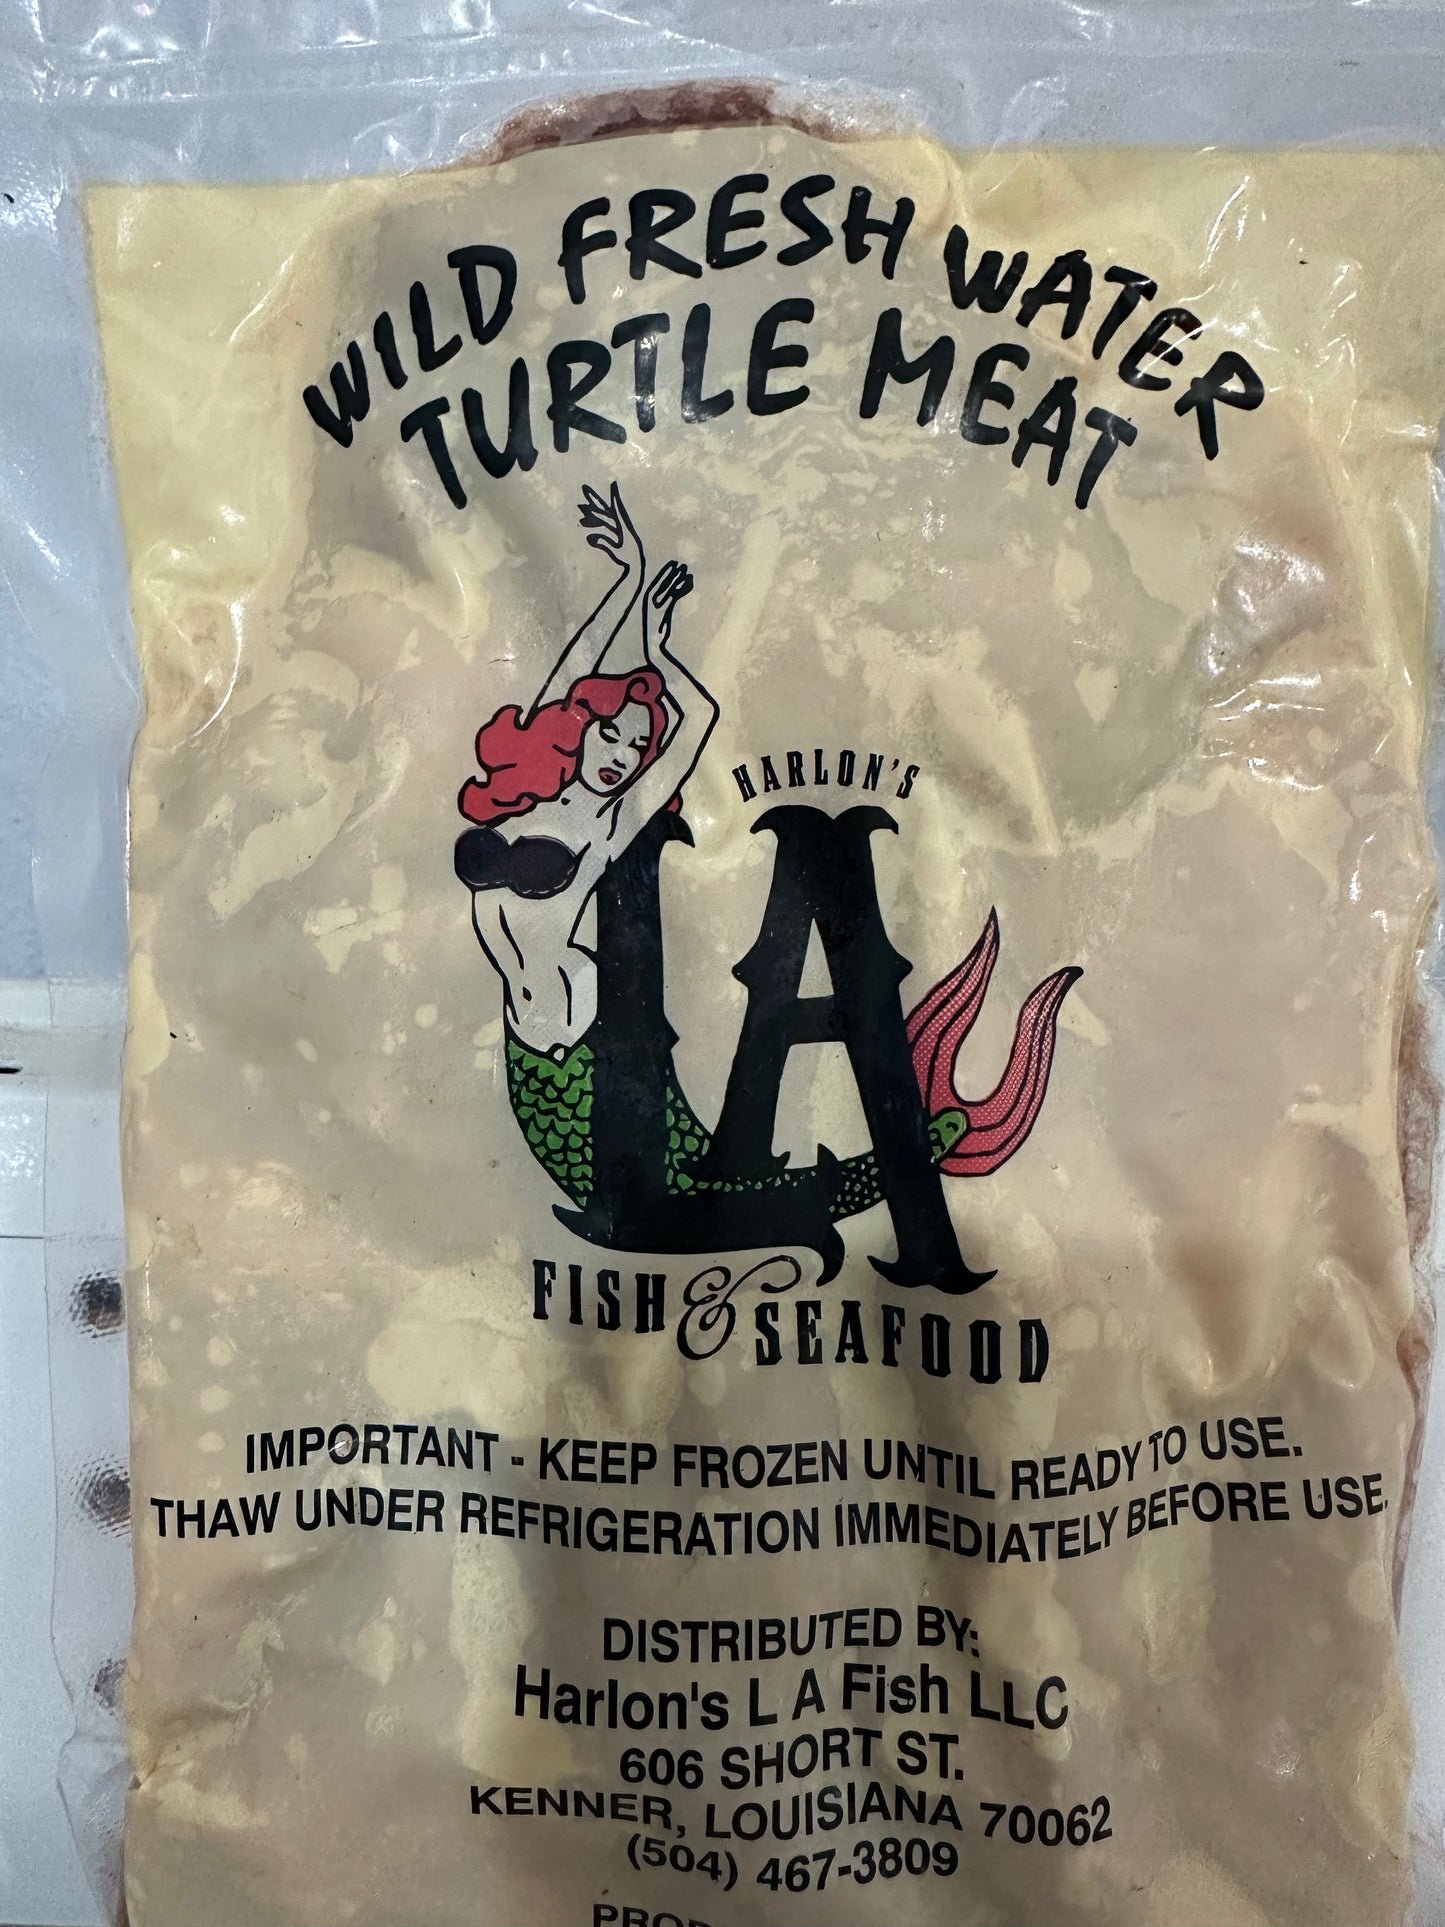 WILD FRESH WATER
TURTLE MEAT
HARLON'S
LA
FISH & SEAFOOD
IMPORTANT - KEEP FROZEN UNTIL READY TO USE.
THAW UNDER REFRIGERATION IMMEDIATELY BEFORE USE.
DISTRIBUTED BY:
Harlon's L A Fish LLC
606 SHORT ST.
KENNER, LOUISIANA 70062
(504) 467-3809